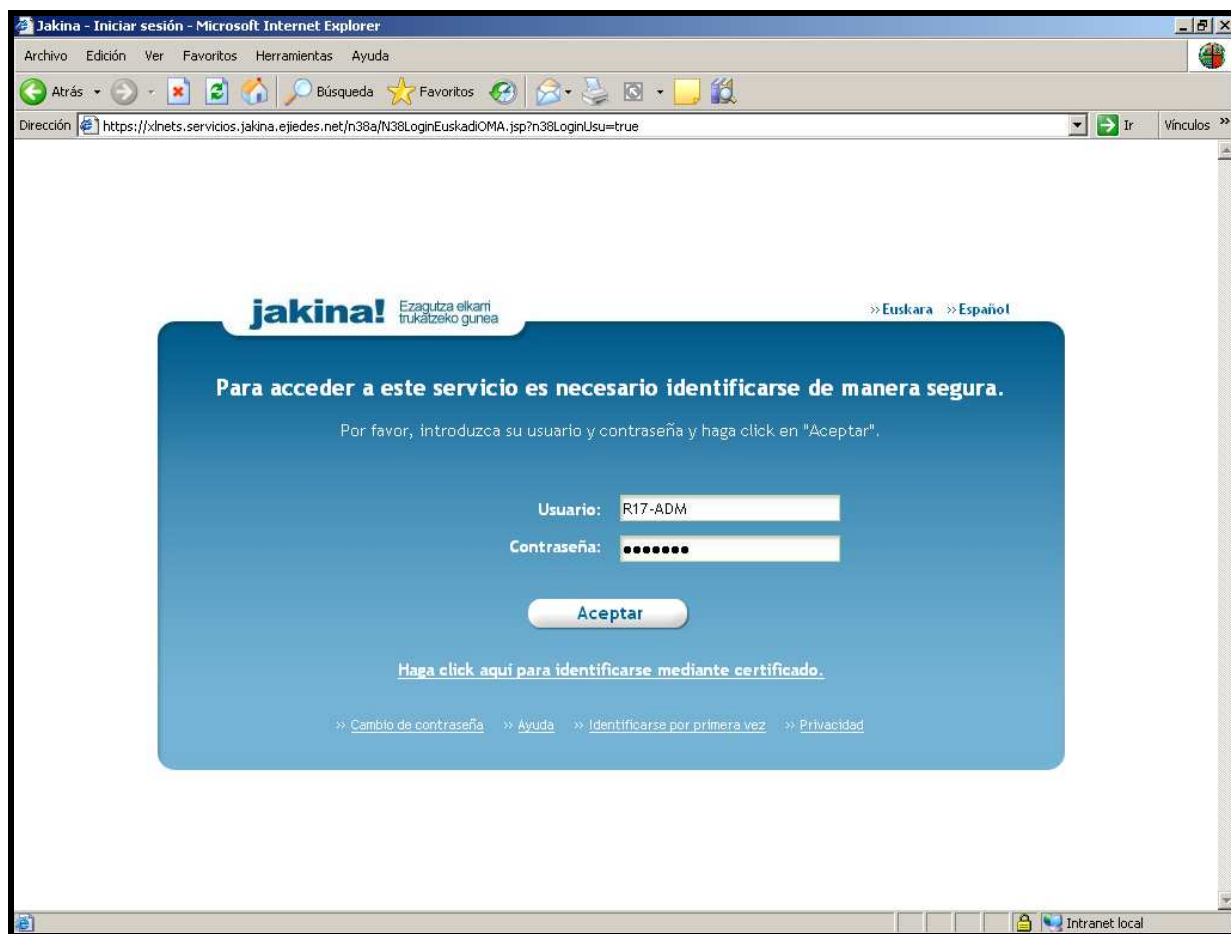 Jakina - Iniciar sesión - Microsoft Internet Explorer
Archivo Edición Ver Favoritos Herramientas Ayuda
Atrás Búsqueda Favoritos
Dirección https://xlnets.servicios.jakina.ejiedes.net/n38a/N38LoginEuskadiOMA.jsp?n38LoginUsu=true Ir Vínculos »
jakina! Ezagutza elkarri
trukatzeko gunea
»Euskara »Español
Para acceder a este servicio es necesario identificarse de manera segura.
Por favor, introduzca su usuario y contraseña y haga click en "Aceptar".
Usuario: R17-ADM
Contraseña: ●●●●●●●
Aceptar
Haga click aquí para identificarse mediante certificado.
» Cambio de contraseña » Ayuda » Identificarse por primera vez » Privacidad
Intranet local